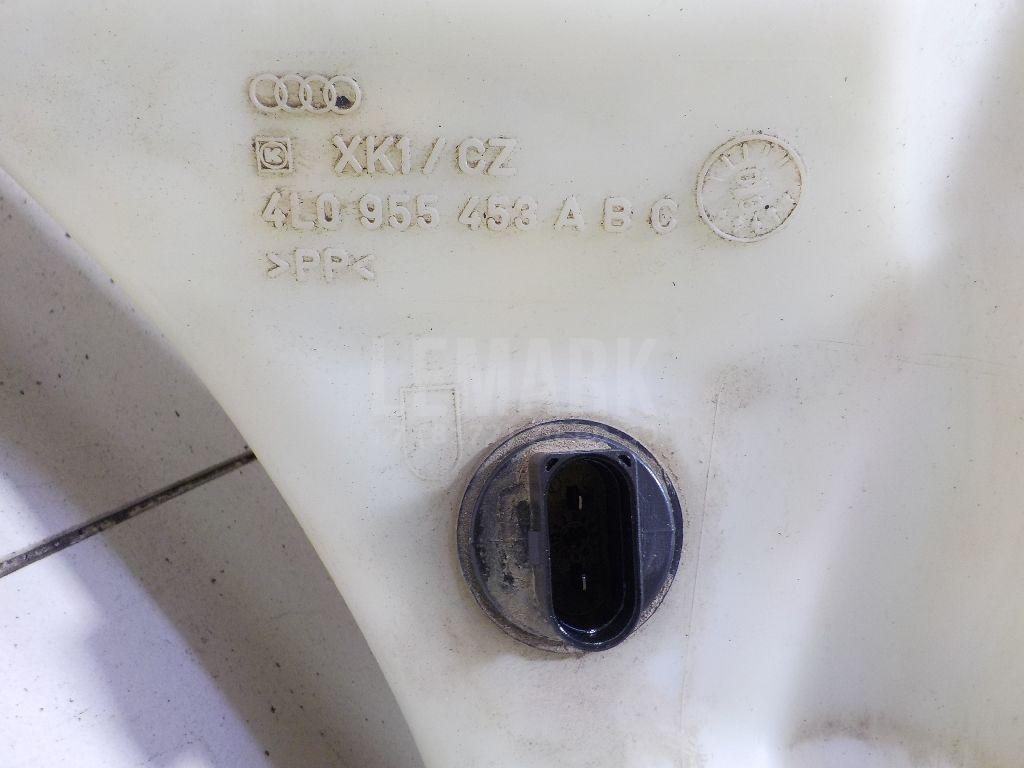 XK1/CZ
4L0 955 453 A B C
>PP<
LEMARK